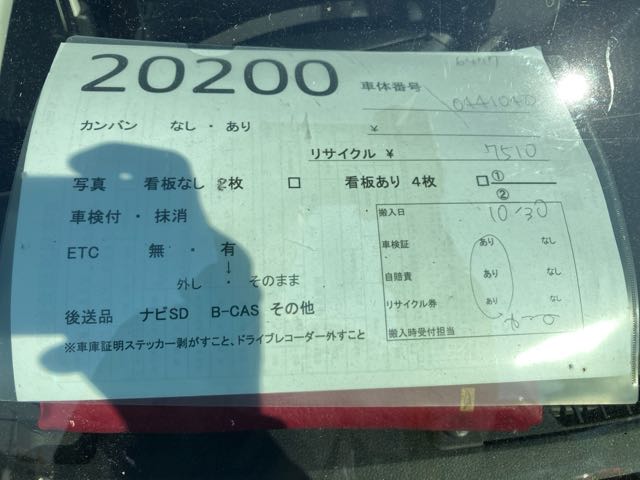 20200
車体番号
カンバン なし ・ あり
¥
リサイクル ¥ 7510
写真 看板なし 2枚 □ 看板あり 4枚 □①
②
車検付 ・ 抹消
搬入日 10/30
ETC 無 ・ 有
↓
車検証 あり なし
外し ・ そのまま
自賠責 あり なし
リサイクル券 あり なし
後送品 ナビSD B-CAS その他
搬入時受付担当
※車庫証明ステッカー剥がすこと、ドライブレコーダー外すこと